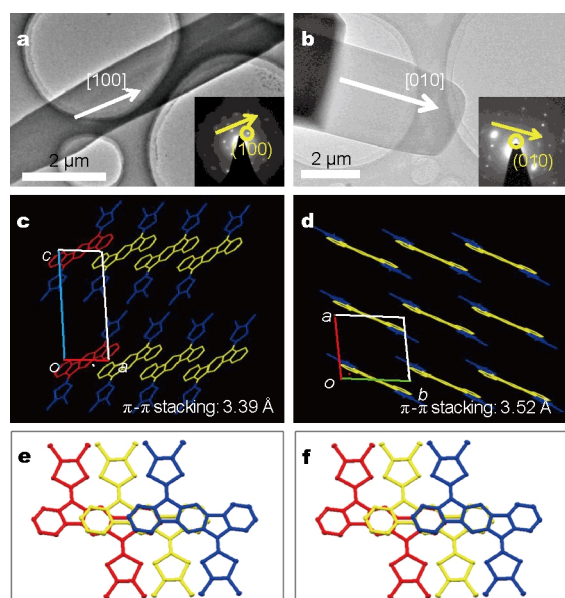 a
[100]
(100)
2 μm
b
[010]
(010)
2 μm
c
c
o
a
π-π stacking: 3.39 Å
d
a
o
b
π-π stacking: 3.52 Å
e
f